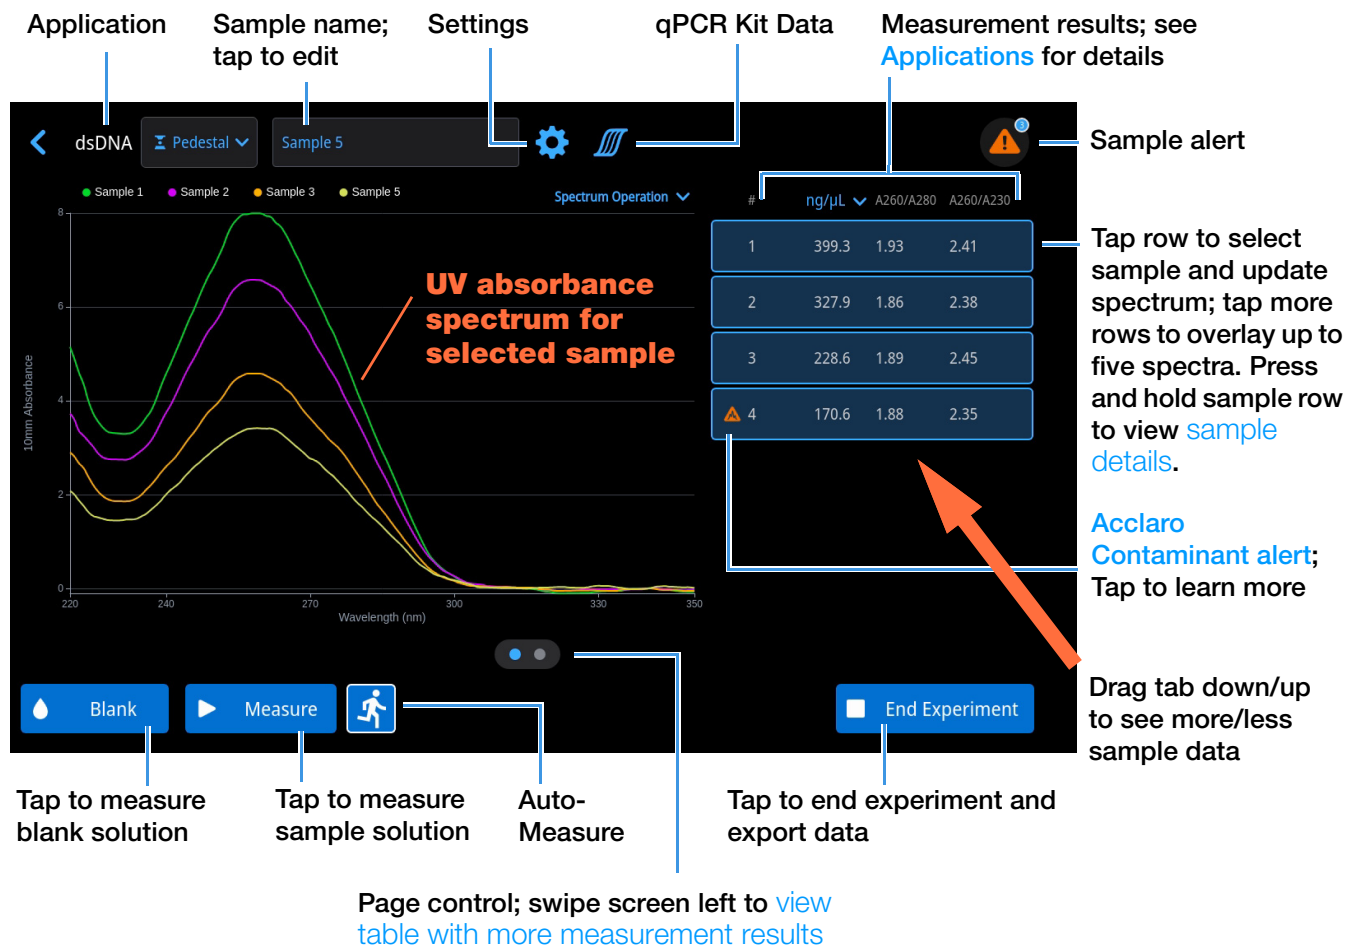 Application
Sample name;
tap to edit
Settings
qPCR Kit Data
Measurement results; see
Applications for details
dsDNA
Pedestal
Sample 5
3
Sample alert
Sample 1
Sample 2
Sample 3
Sample 5
Spectrum Operation
# ng/µL A260/A280 A260/A230
1 399.3 1.93 2.41
2 327.9 1.86 2.38
3 228.6 1.89 2.45
4 170.6 1.88 2.35
8
6
4
2
0
10mm Absorbance
220 240 270 300 330 350
Wavelength (nm)
UV absorbance
spectrum for
selected sample
Tap row to select
sample and update
spectrum; tap more
rows to overlay up to
five spectra. Press
and hold sample row
to view sample
details.
Acclaro
Contaminant alert;
Tap to learn more
Drag tab down/up
to see more/less
sample data
Blank
Measure
End Experiment
Tap to measure
blank solution
Tap to measure
sample solution
Auto-
Measure
Tap to end experiment and
export data
Page control; swipe screen left to view
table with more measurement results